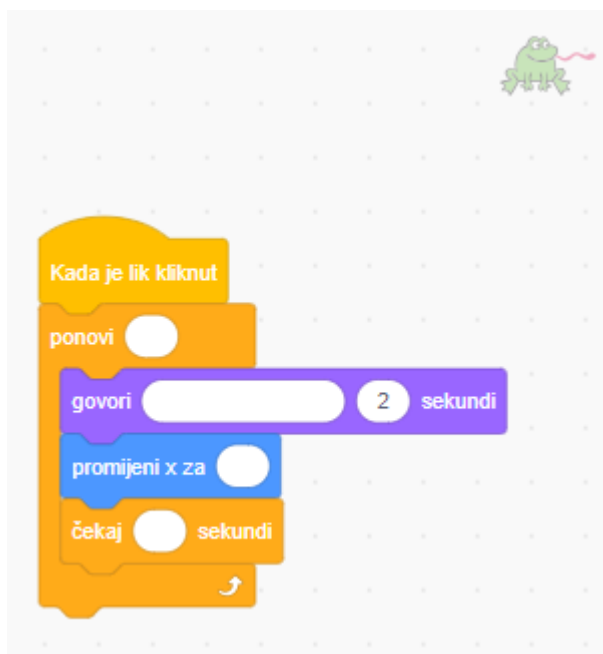 Kada je lik kliknut
ponovi
govori 2 sekundi
promijeni x za
čekaj sekundi